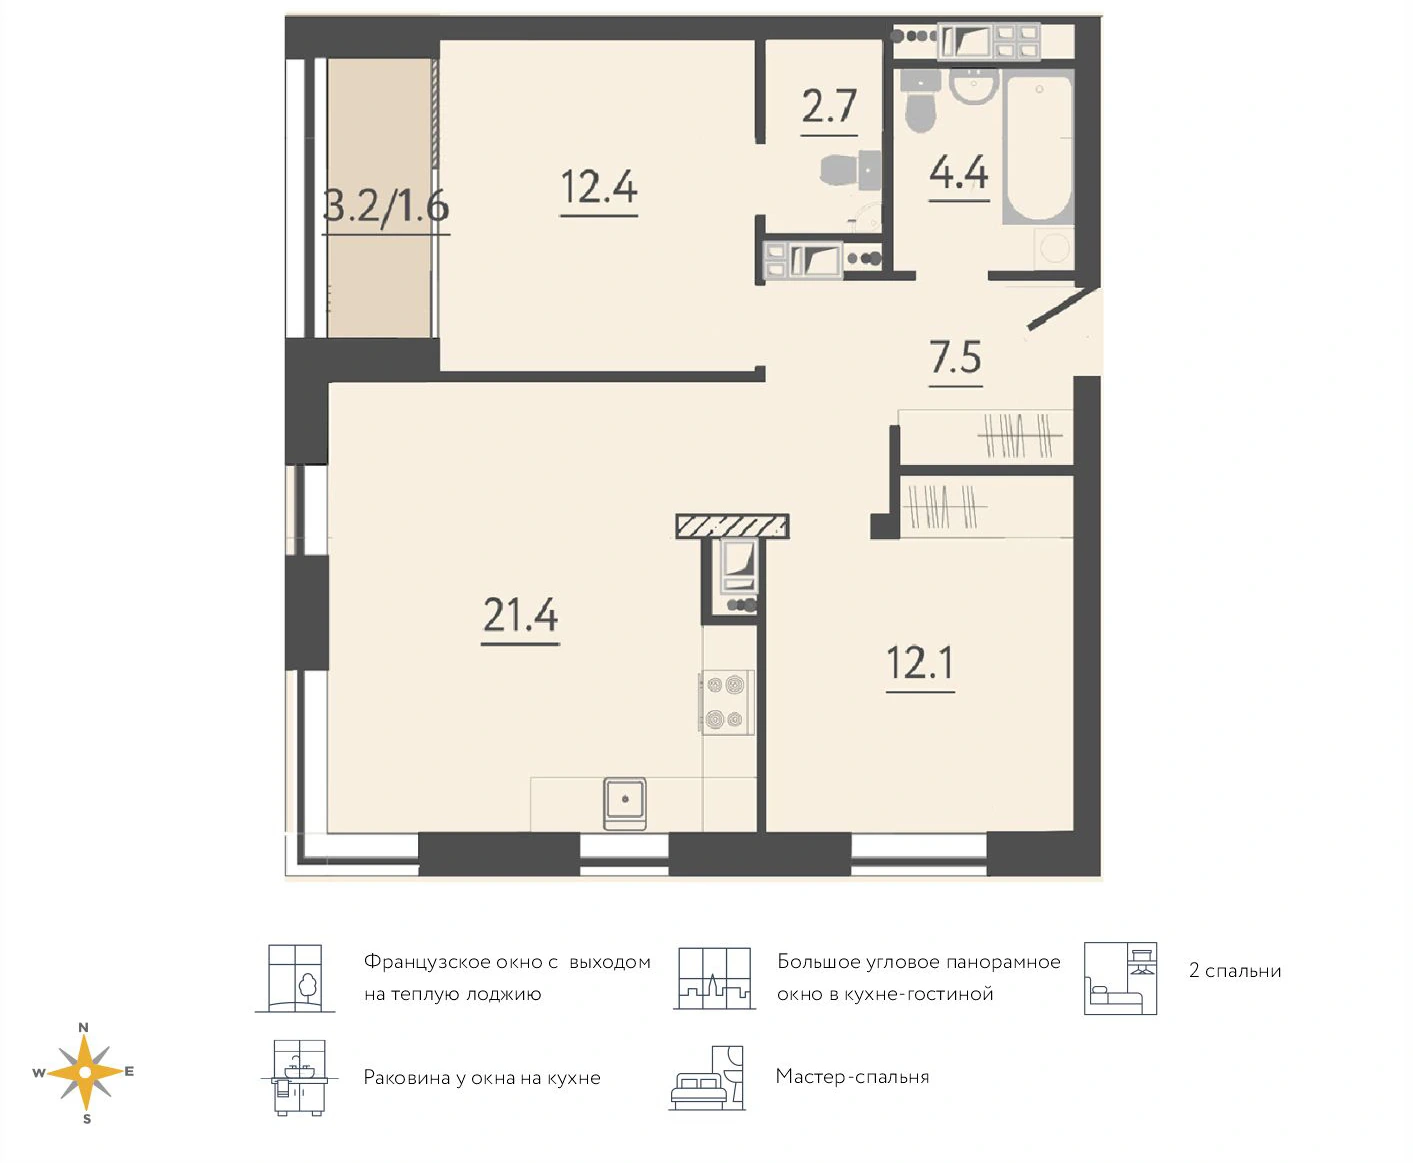 2.7
4.4
12.4
3.2/1.6
7.5
21.4
12.1
Французское окно с выходом
на теплую лоджию
Большое угловое панорамное
окно в кухне-гостиной
2 спальни
Раковина у окна на кухне
Мастер-спальня
N
W E
S